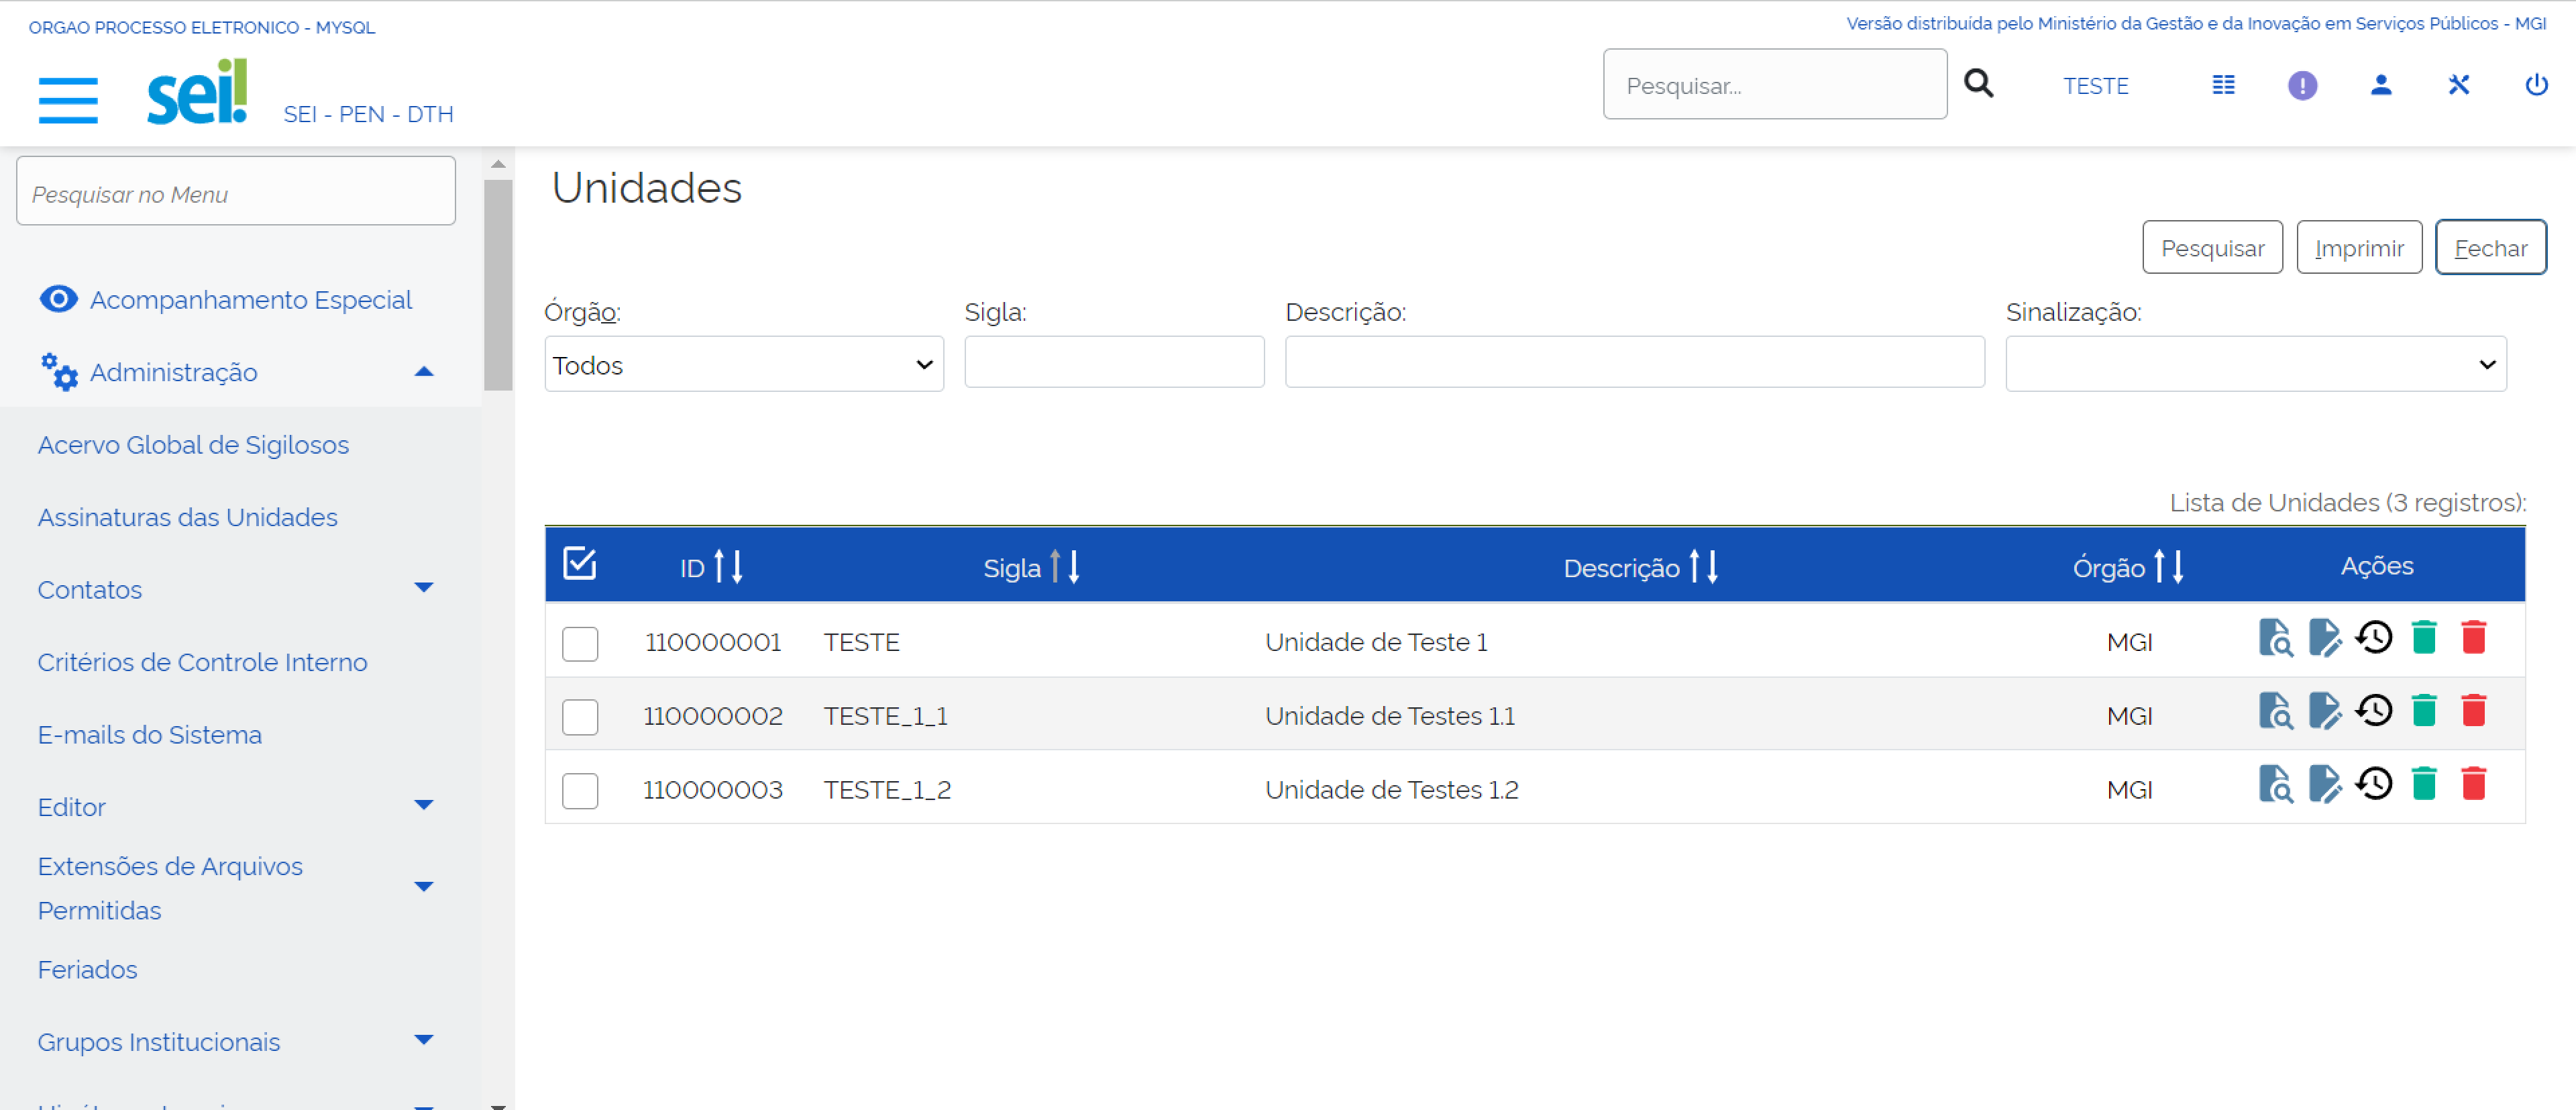 ORGAO PROCESSO ELETRONICO - MYSQL
Versão distribuída pelo Ministério da Gestão e da Inovação em Serviços Públicos - MGI
sei!
SEI - PEN - DTH
Pesquisar...
TESTE
Pesquisar no Menu
Acompanhamento Especial
Administração
Acervo Global de Sigilosos
Assinaturas das Unidades
Contatos
Critérios de Controle Interno
E-mails do Sistema
Editor
Extensões de Arquivos
Permitidas
Feriados
Grupos Institucionais
Unidades
Pesquisar Imprimir Fechar
Órgão: Sigla: Descrição: Sinalização:
Todos
Lista de Unidades (3 registros):
ID Sigla Descrição Órgão Ações
110000001 TESTE Unidade de Teste 1 MGI
110000002 TESTE_1_1 Unidade de Testes 1.1 MGI
110000003 TESTE_1_2 Unidade de Testes 1.2 MGI